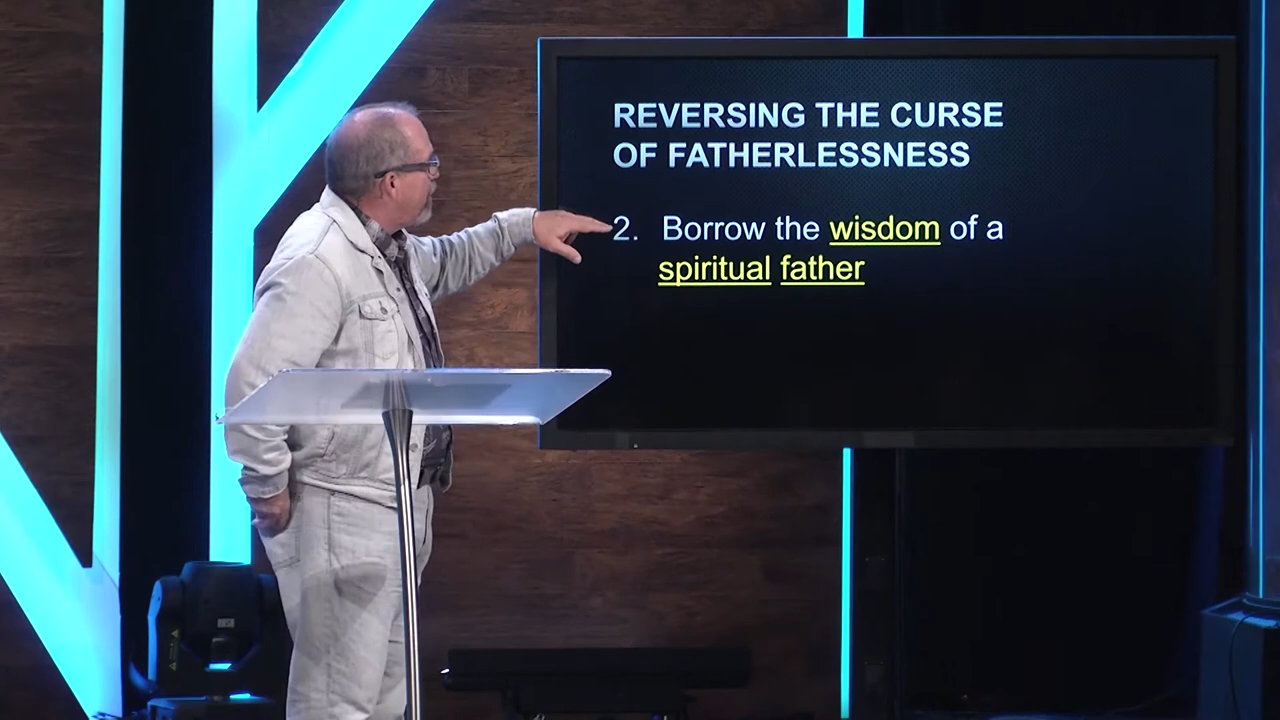 REVERSING THE CURSE
OF FATHERLESSNESS
2. Borrow the wisdom of a
spiritual father